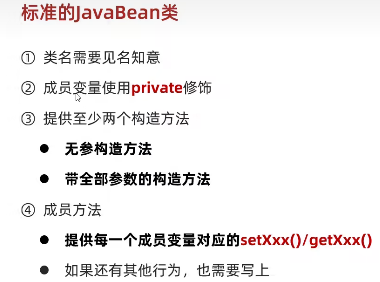 标准的JavaBean类
① 类名需要见名知意
② 成员变量使用private修饰
③ 提供至少两个构造方法
● 无参构造方法
● 带全部参数的构造方法
④ 成员方法
● 提供每一个成员变量对应的setXxx()/getXxx()
● 如果还有其他行为，也需要写上